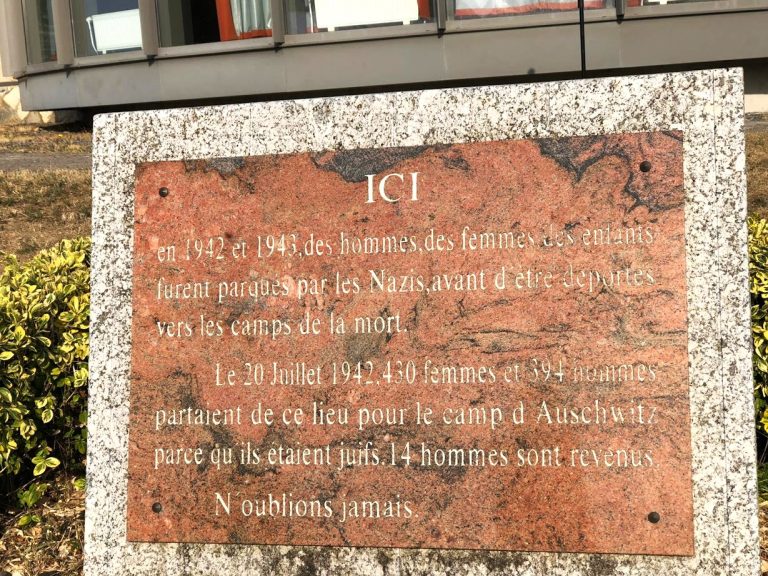 ICI
en 1942 et 1943,des hommes,des femmes des enfants
furent parqués par les Nazis,avant d être déportés
vers les camps de la mort.
Le 20 Juillet 1942,430 femmes et 394 hommes
partaient de ce lieu pour le camp d Auschwitz
parce qu ils étaient juifs.14 hommes sont revenus.
N oublions jamais.